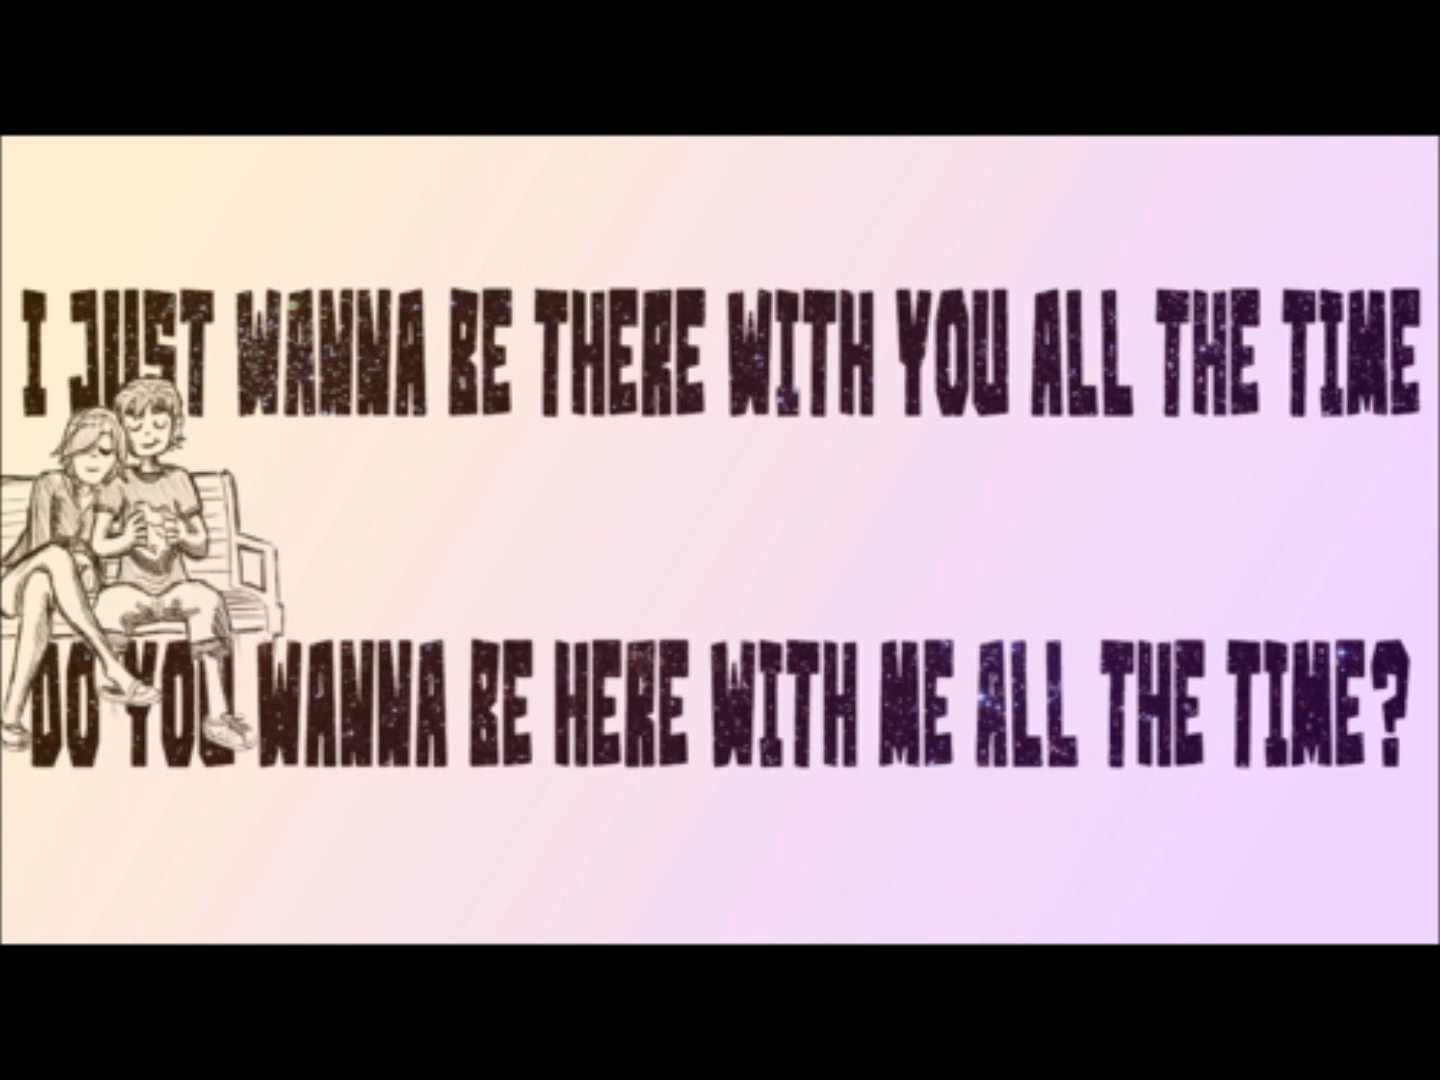 I JUST WANNA BE THERE WITH YOU ALL THE TIME
DO YOU WANNA BE HERE WITH ME ALL THE TIME?